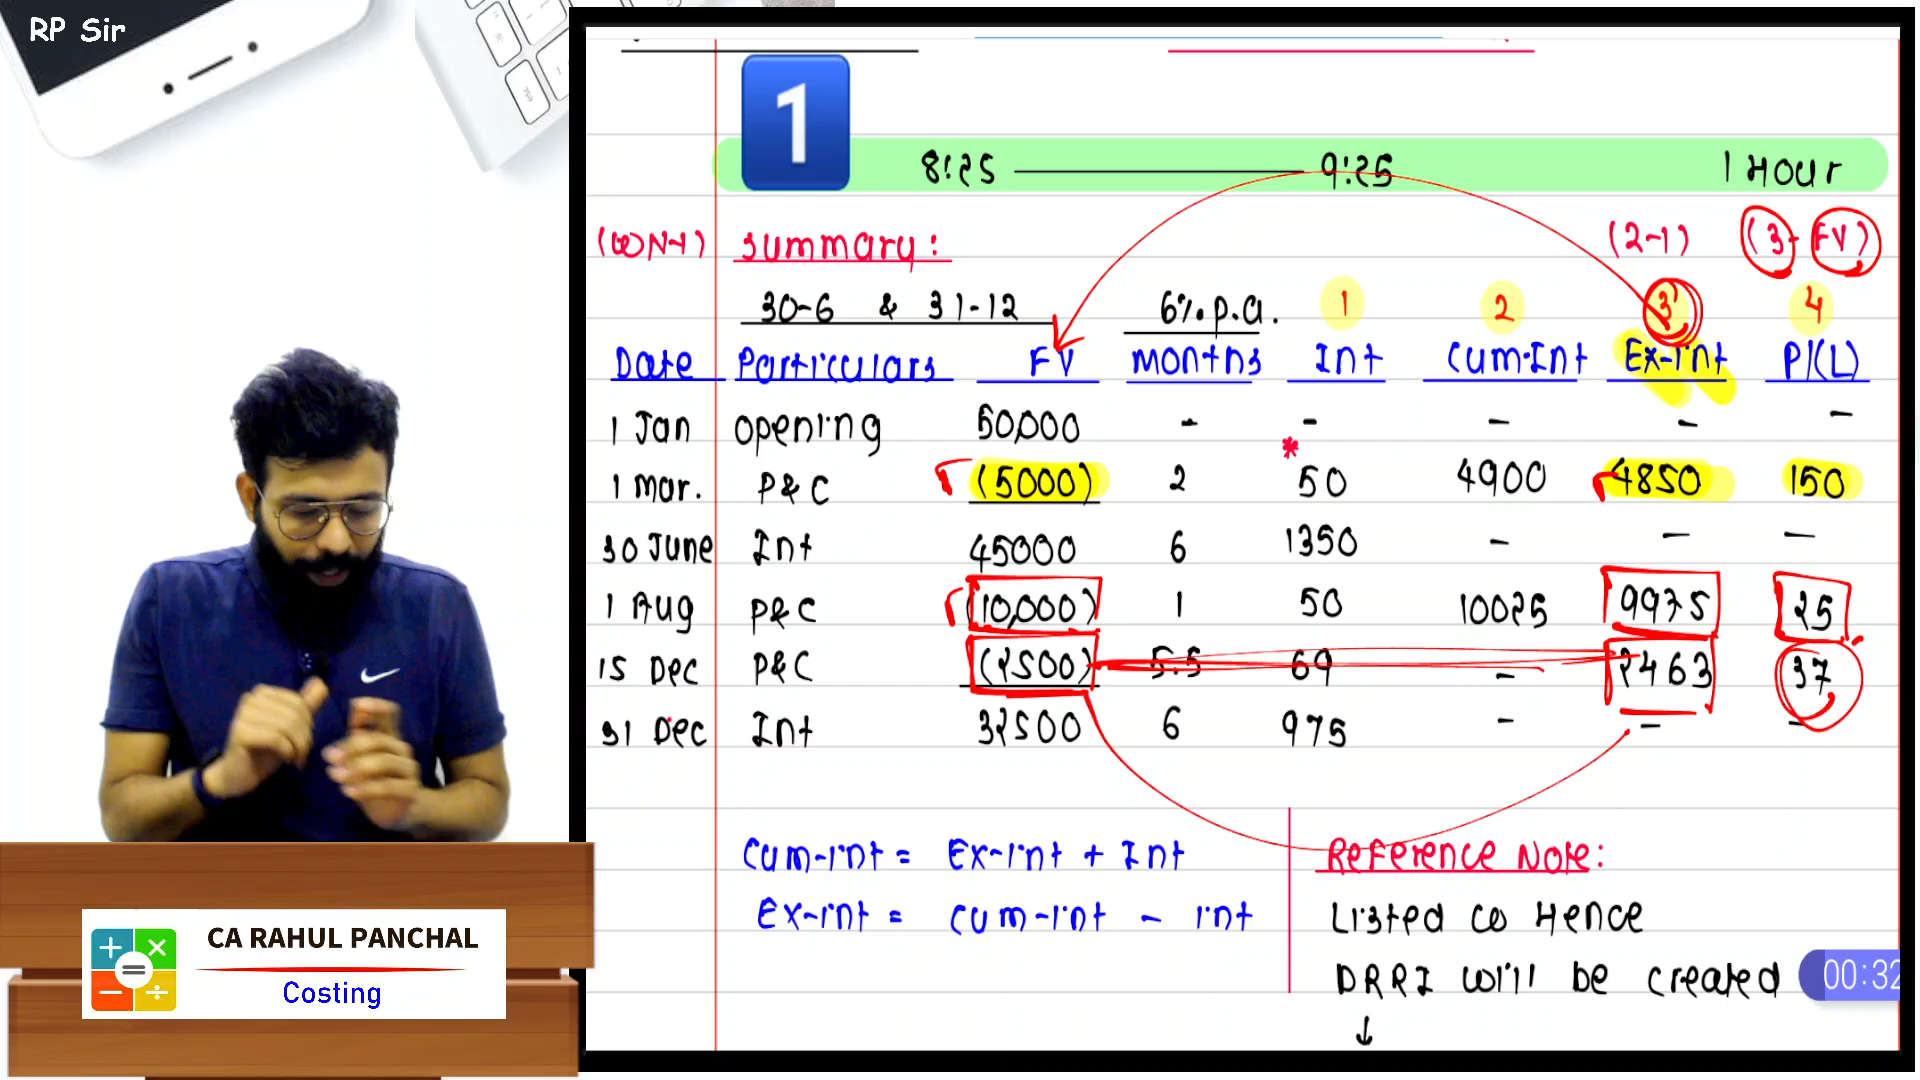 RP Sir
1
8:25 — 9:25 1 Hour
(WN-1) Summary: (2-1) (3-FV)
30-6 & 31-12 6% p.a. 1 2 3 4
Date Particulars FV Months Int Cum-Int Ex-int P/(L)
1 Jan Opening 50,000 - - - - -
1 Mar. P&C (5000) 2 * 50 4900 4850 150
30 June Int 45000 6 1350 - - -
1 Aug P&C (10,000) 1 50 10025 9975 25
15 Dec P&C (2500) 5.5 69 - 2463 37
31 Dec Int 32500 6 975 - - -
Cum-int = Ex-int + Int
Ex-int = Cum-int - int
Reference Note:
Listed co Hence
DRRI will be created
↓
00:32
CA RAHUL PANCHAL
Costing